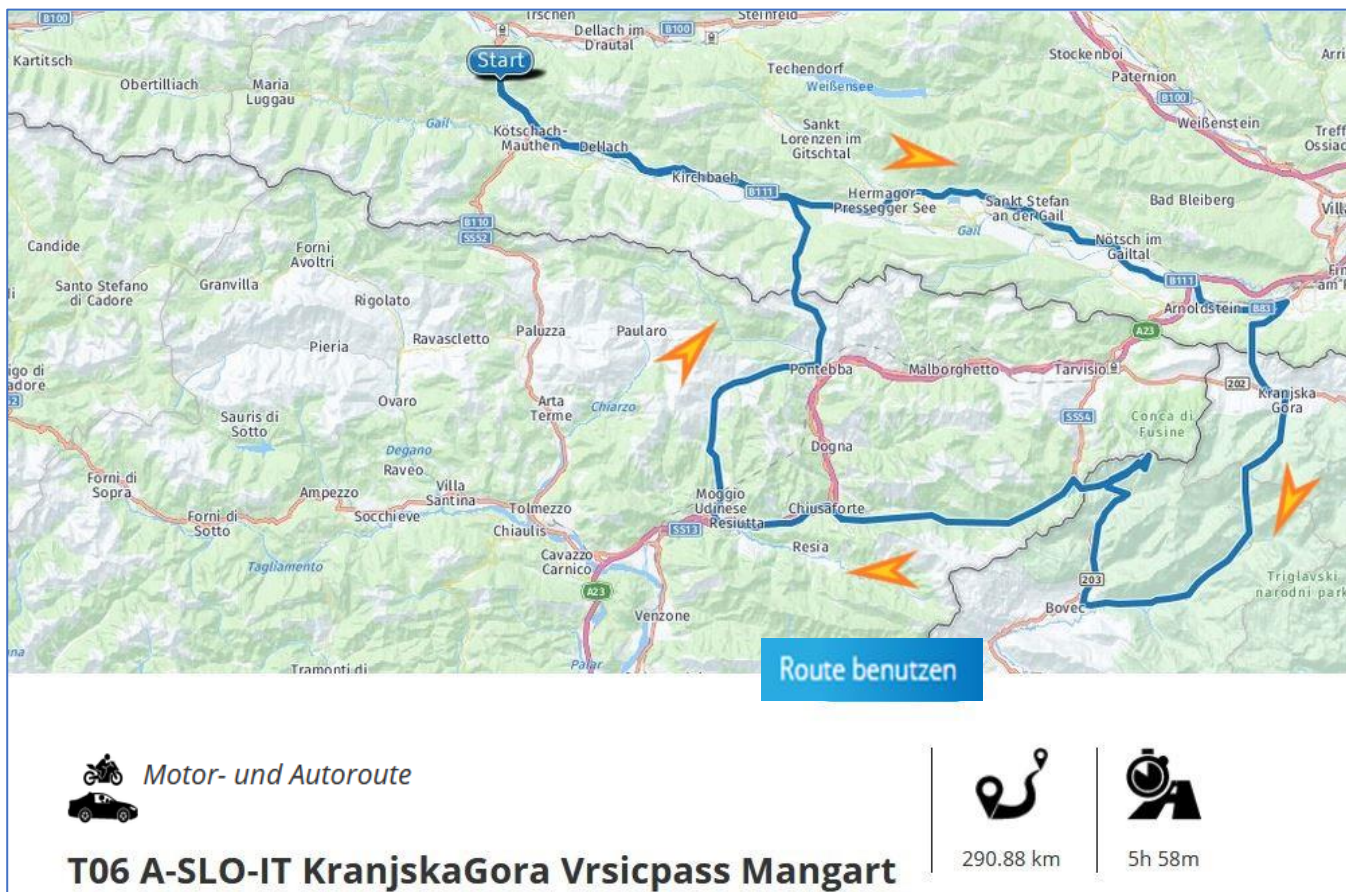 Irschen
Steinfeld
B100
Dellach im
Drautal
B100
Kartitsch
Obertilliach
Maria
Luggau
Start
Techendorf
Weißensee
Stockenboi
Paternion
B100
Weißenstein
Gail
Kötschach-
Mauthen
Dellach
Sankt
Lorenzen im
Gitschtal
Kirchbach
B111
Hermagor-
Pressegger See
Gail
Sankt Stefan
an der Gail
Bad Bleiberg
Nötsch im
Gailtal
B110
SS52
Candide
Forni
Avoltri
Santo Stefano
di Cadore
Granvilla
Rigolato
B111
Arnoldstein
B83
A23
Pieria
Ravascletto
Paluzza
Paularo
Pontebba
Malborghetto
Tarvisio
202
Kranjska
Gora
Ovaro
Arta
Terme
Chiarzo
SS54
Conca di
Fusine
Sauris di
Sotto
Degano
Raveo
Dogna
Forni di
Sopra
Villa
Santina
Ampezzo
Socchieve
Forni di
Sotto
Tolmezzo
Chiaulis
Moggio
Udinese
Resiutta
SS13
Chiusaforte
Resia
Tagliamento
Cavazzo
Carnico
A23
Venzone
203
Bovec
Triglavski
narodni park
Tramonti di
Palar
Route benutzen
Motor- und Autoroute
290.88 km
5h 58m
T06 A-SLO-IT KranjskaGora Vrsicpass Mangart